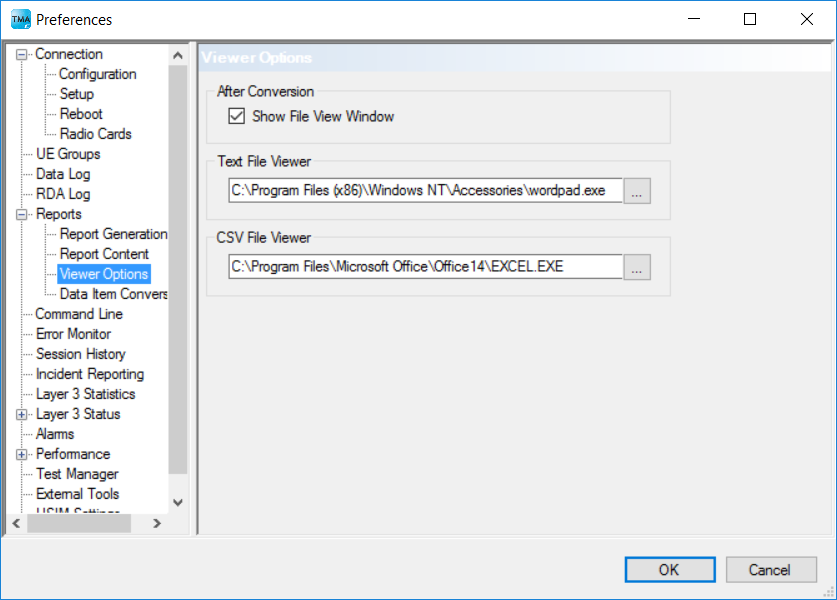 TMA Preferences
Connection
Configuration
Setup
Reboot
Radio Cards
UE Groups
Data Log
RDA Log
Reports
Report Generation
Report Content
Viewer Options
Data Item Convers
Command Line
Error Monitor
Session History
Incident Reporting
Layer 3 Statistics
Layer 3 Status
Alarms
Performance
Test Manager
External Tools
USIM Settings
Viewer Options
After Conversion
Show File View Window
Text File Viewer
C:\Program Files (x86)\Windows NT\Accessories\wordpad.exe
...
CSV File Viewer
C:\Program Files\Microsoft Office\Office14\EXCEL.EXE
...
OK
Cancel